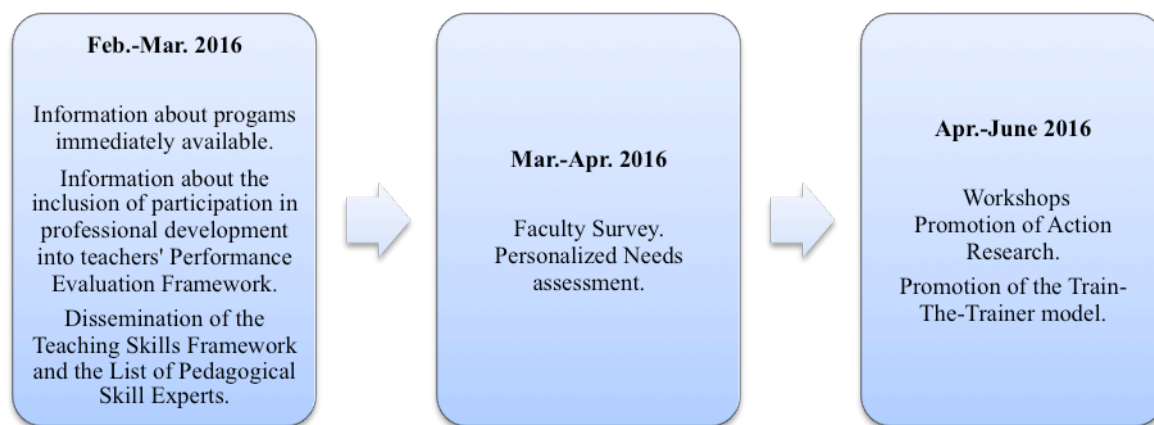 Feb.-Mar. 2016
Information about progams
immediately available.
Information about the
inclusion of participation in
professional development
into teachers' Performance
Evaluation Framework.
Dissemination of the
Teaching Skills Framework
and the List of Pedagogical
Skill Experts.
Mar.-Apr. 2016
Faculty Survey.
Personalized Needs
assessment.
Apr.-June 2016
Workshops
Promotion of Action
Research.
Promotion of the Train-
The-Trainer model.